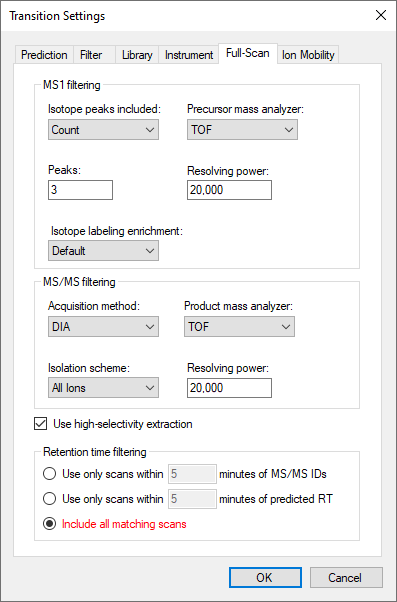 Transition Settings
Prediction Filter Library Instrument Full-Scan Ion Mobility
MS1 filtering
Isotope peaks included: Precursor mass analyzer:
Count TOF
Peaks: Resolving power:
3 20,000
Isotope labeling enrichment:
Default
MS/MS filtering
Acquisition method: Product mass analyzer:
DIA TOF
Isolation scheme: Resolving power:
All Ions 20,000
Use high-selectivity extraction
Retention time filtering
Use only scans within 5 minutes of MS/MS IDs
Use only scans within 5 minutes of predicted RT
Include all matching scans
OK Cancel